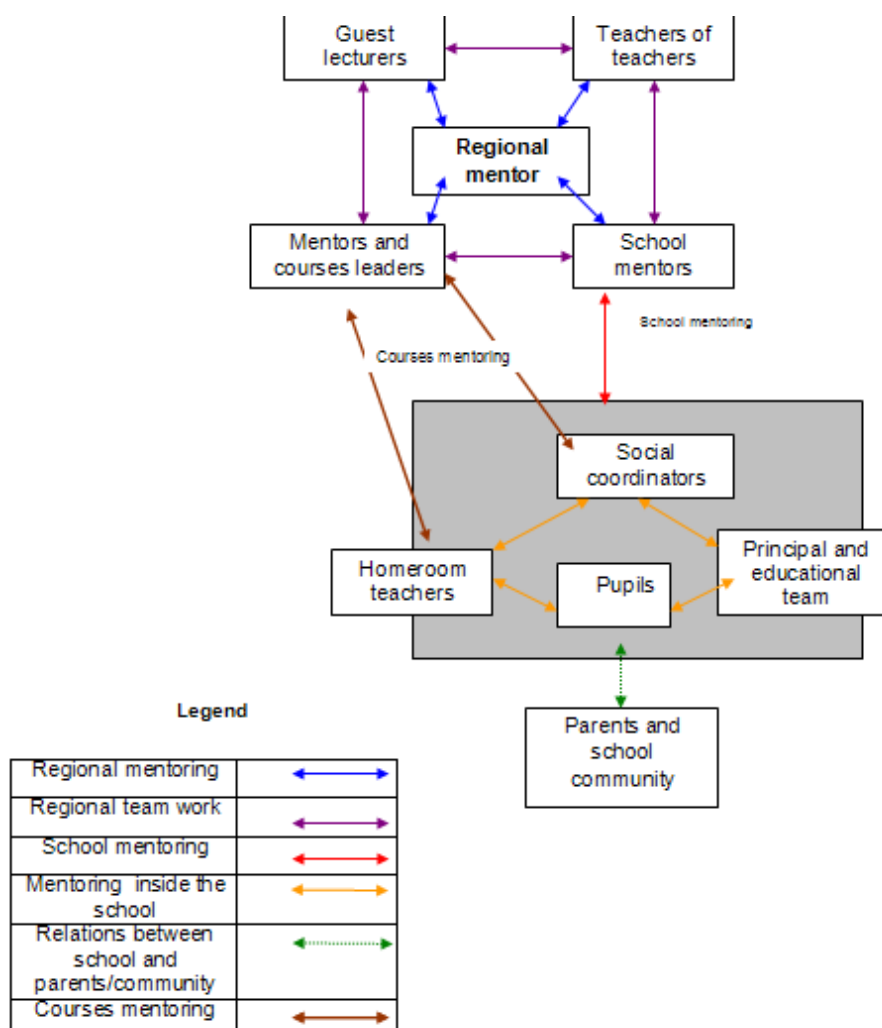 Guest
lecturers
Teachers of
teachers
Regional
mentor
Mentors and
courses leaders
School
mentors
School mentoring
Courses mentoring
Social
coordinators
Homeroom
teachers
Pupils
Principal and
educational
team
Parents and
school
community
Legend
Regional mentoring
Regional team work
School mentoring
Mentoring inside the
school
Relations between
school and
parents/community
Courses mentoring